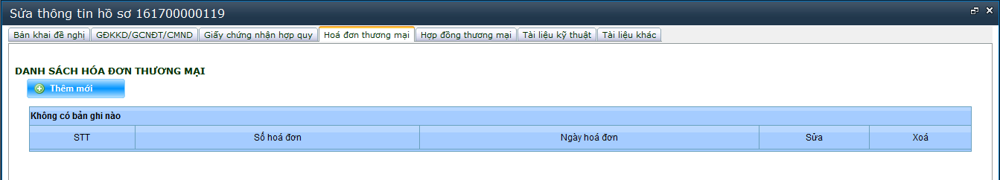 Sửa thông tin hồ sơ 161700000119
Bản khai đề nghị GĐKKD/GCNĐT/CMND Giấy chứng nhận hợp quy Hoá đơn thương mại Hợp đồng thương mại Tài liệu kỹ thuật Tài liệu khác
DANH SÁCH HÓA ĐƠN THƯƠNG MẠI
Thêm mới
Không có bản ghi nào
STT Số hoá đơn Ngày hoá đơn Sửa Xoá